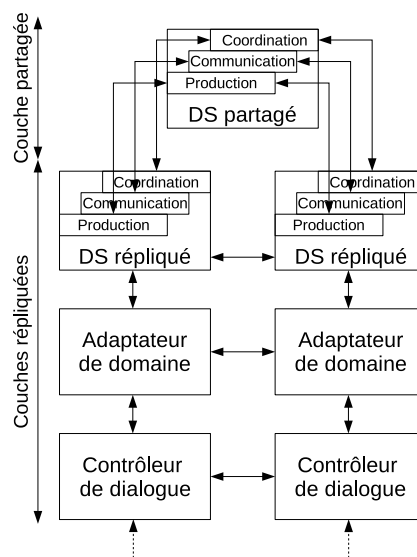 Couche partagée
Coordination
Communication
Production
DS partagé
Couches répliquées
Coordination
Communication
Production
DS répliqué
Coordination
Communication
Production
DS répliqué
Adaptateur
de domaine
Adaptateur
de domaine
Contrôleur
de dialogue
Contrôleur
de dialogue